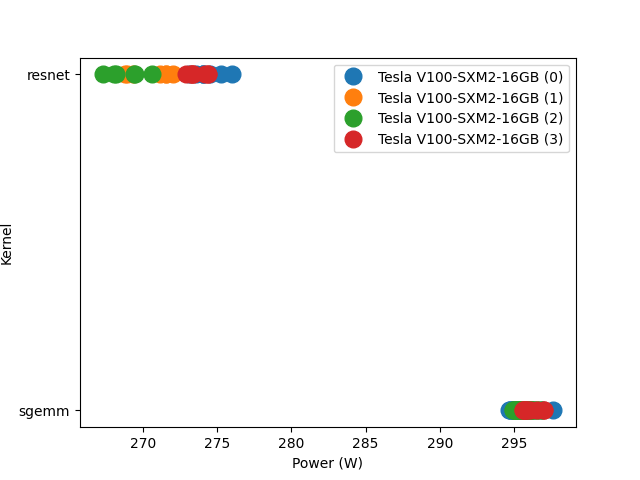 resnet
Tesla V100-SXM2-16GB (0)
Tesla V100-SXM2-16GB (1)
Tesla V100-SXM2-16GB (2)
Tesla V100-SXM2-16GB (3)
Kernel
sgemm
270 275 280 285 290 295
Power (W)